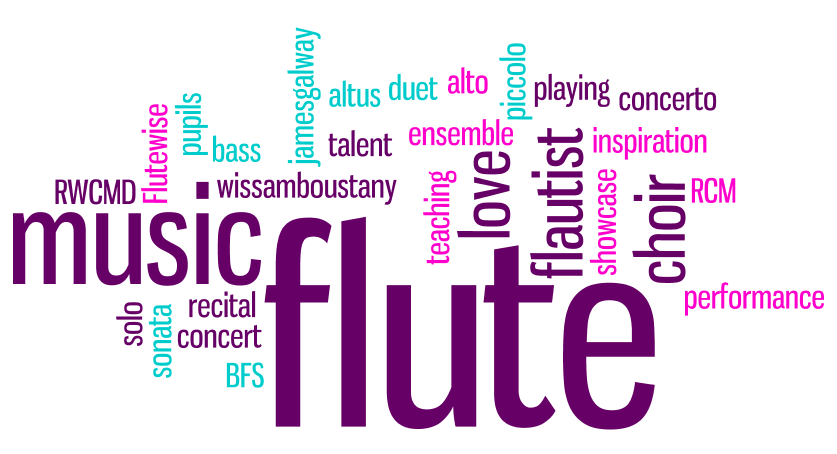 jamesgalway
altus
duet
alto
piccolo
playing
concerto
Flutewise
pupils
bass
talent
ensemble
love
flautist
inspiration
RWCMD
wissamboustany
teaching
showcase
choir
RCM
music
flute
performance
solo
sonata
recital
concert
BFS